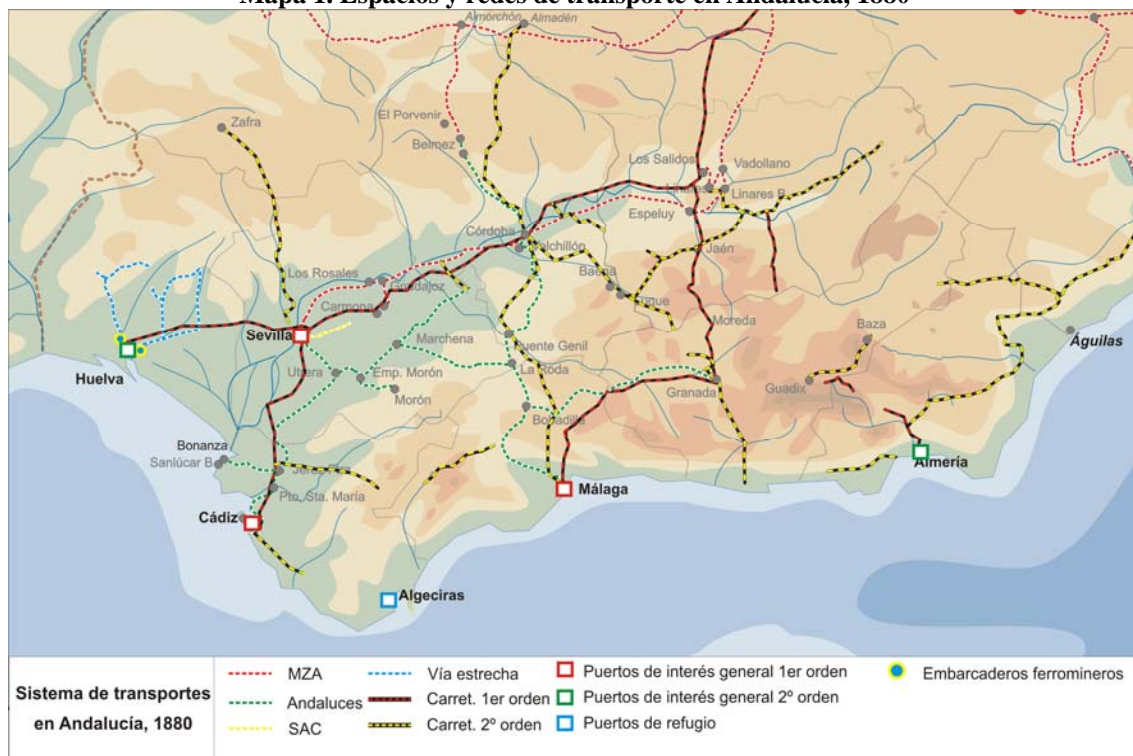 Mapa 1. Espacios y redes de transporte en Andalucía, 1880
Almorchón
Almadén
Zafra
El Porvenir
Belmez
Los Salidos
Vadollano
Linares B.
Espeluy
Córdoba
Jaén
Los Rosales
Carmona
Baena
Moreda
Baza
Sevilla
Marchena
Puente Genil
Águilas
Huelva
Utrera
Emp. Morón
La Roda
Guadix
Morón
Granada
Bonanza
Bobadilla
Sanlúcar B.
Almería
Pto. Sta. María
Málaga
Cádiz
Algeciras
Sistema de transportes
en Andalucía, 1880
MZA
Andaluces
SAC
Vía estrecha
Carret. 1er orden
Carret. 2º orden
Puertos de interés general 1er orden
Puertos de interés general 2º orden
Puertos de refugio
Embarcaderos ferromineros